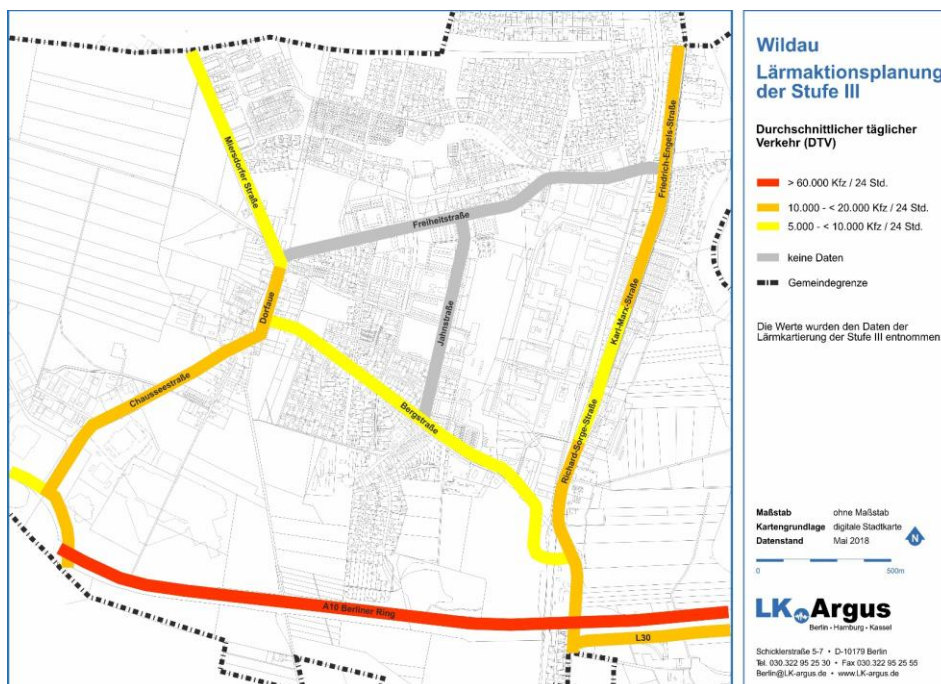 Wildau
Lärmaktionsplanung
der Stufe III
Durchschnittlicher täglicher
Verkehr (DTV)
> 60.000 Kfz / 24 Std.
10.000 - < 20.000 Kfz / 24 Std.
5.000 - < 10.000 Kfz / 24 Std.
keine Daten
Gemeindegrenze
Die Werte wurden den Daten der
Lärmkartierung der Stufe III entnommen
Maßstab ohne Maßstab
Kartengrundlage digitale Stadtkarte
Datenstand Mai 2018
N
0 500m
LK Argus
Berlin • Hamburg • Kassel
Schicklerstraße 5-7 • D-10179 Berlin
Tel. 030.322 95 25 30 • Fax 030.322 95 25 55
Berlin@LK-argus.de • www.LK-argus.de
Miersdorfer Straße
Friedrich-Engels-Straße
Freiheitstraße
Dorfaue
Jahnstraße
Karl-Marx-Straße
Chausseestraße
Bergstraße
Richard-Sorge-Straße
A10 Berliner Ring
L30